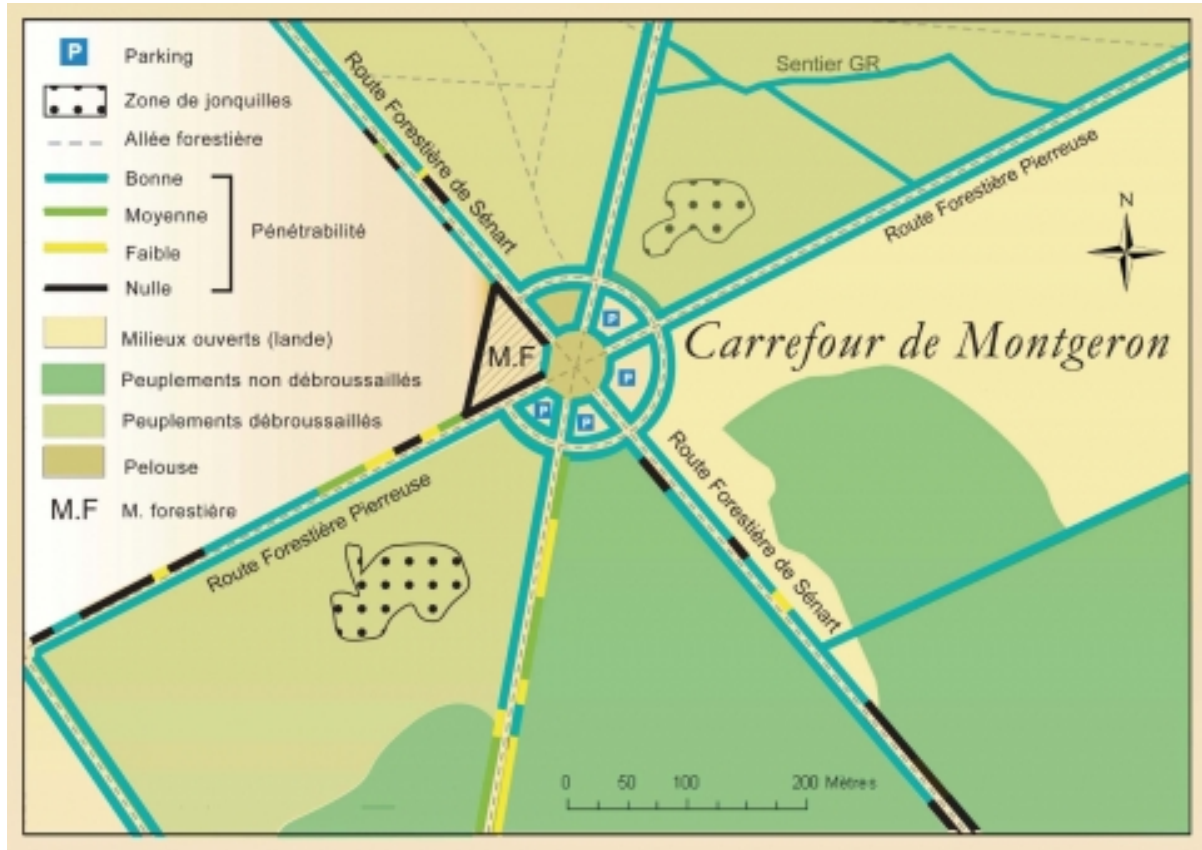 P Parking
Zone de jonquilles
Allée forestière
Bonne
Moyenne
Pénétrabilité
Faible
Nulle
Milieux ouverts (lande)
Peuplements non débroussaillés
Peuplements débroussaillés
Pelouse
M.F M. forestière
Route Forestière de Sénart
Sentier GR
Route Forestière Pierreuse
N
Carrefour de Montgeron
P
P
P
P
M.F
Route Forestière Pierreuse
Route Forestière de Sénart
0 50 100 200 Mètres